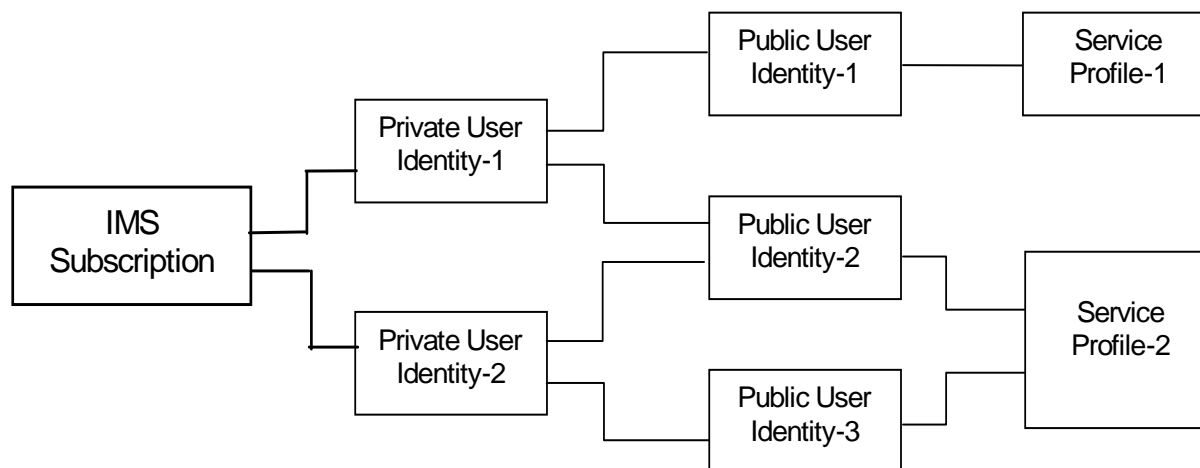 IMS
Subscription
Private User
Identity-1
Private User
Identity-2
Public User
Identity-1
Public User
Identity-2
Public User
Identity-3
Service
Profile-1
Service
Profile-2